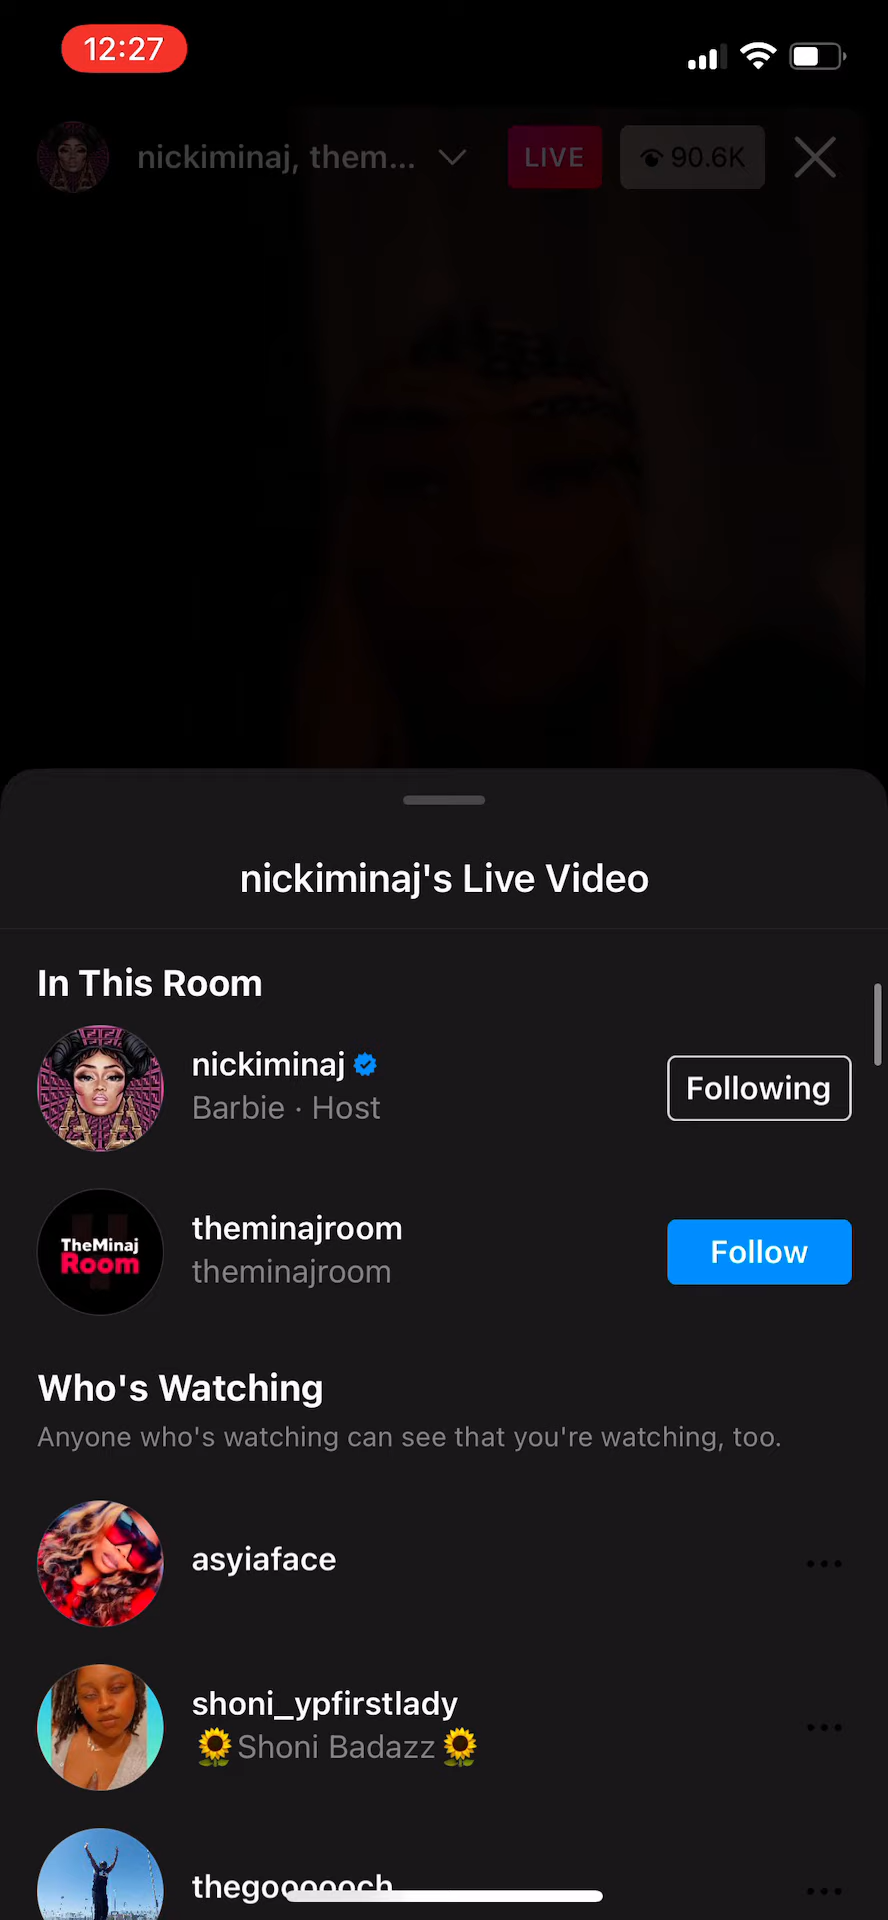 12:27
nickiminaj, them...
LIVE
90.6K
nickiminaj's Live Video
In This Room
nickiminaj
Barbie · Host
Following
TheMinaj
Room
theminajroom
theminajroom
Follow
Who's Watching
Anyone who's watching can see that you're watching, too.
asyiaface
shoni_ypfirstlady
🌻Shoni Badazz🌻
thegoooooch